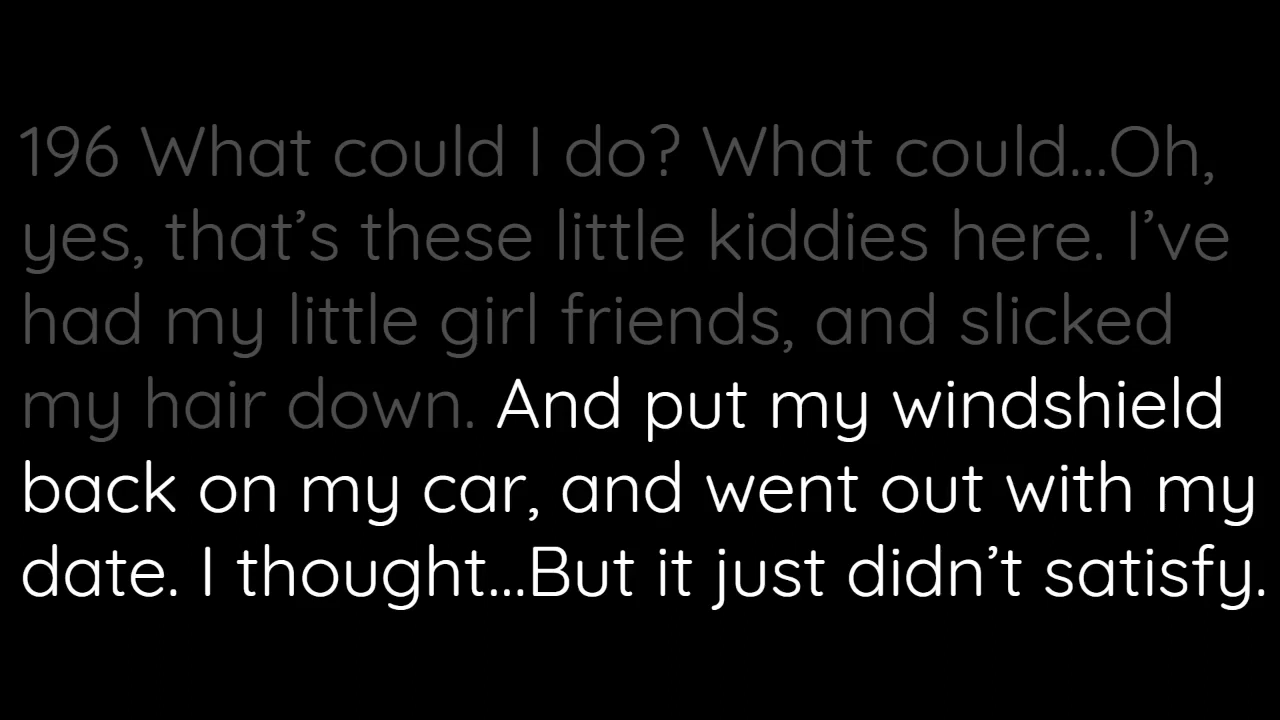 196 What could I do? What could...Oh,
yes, that’s these little kiddies here. I’ve
had my little girl friends, and slicked
my hair down. And put my windshield
back on my car, and went out with my
date. I thought...But it just didn’t satisfy.